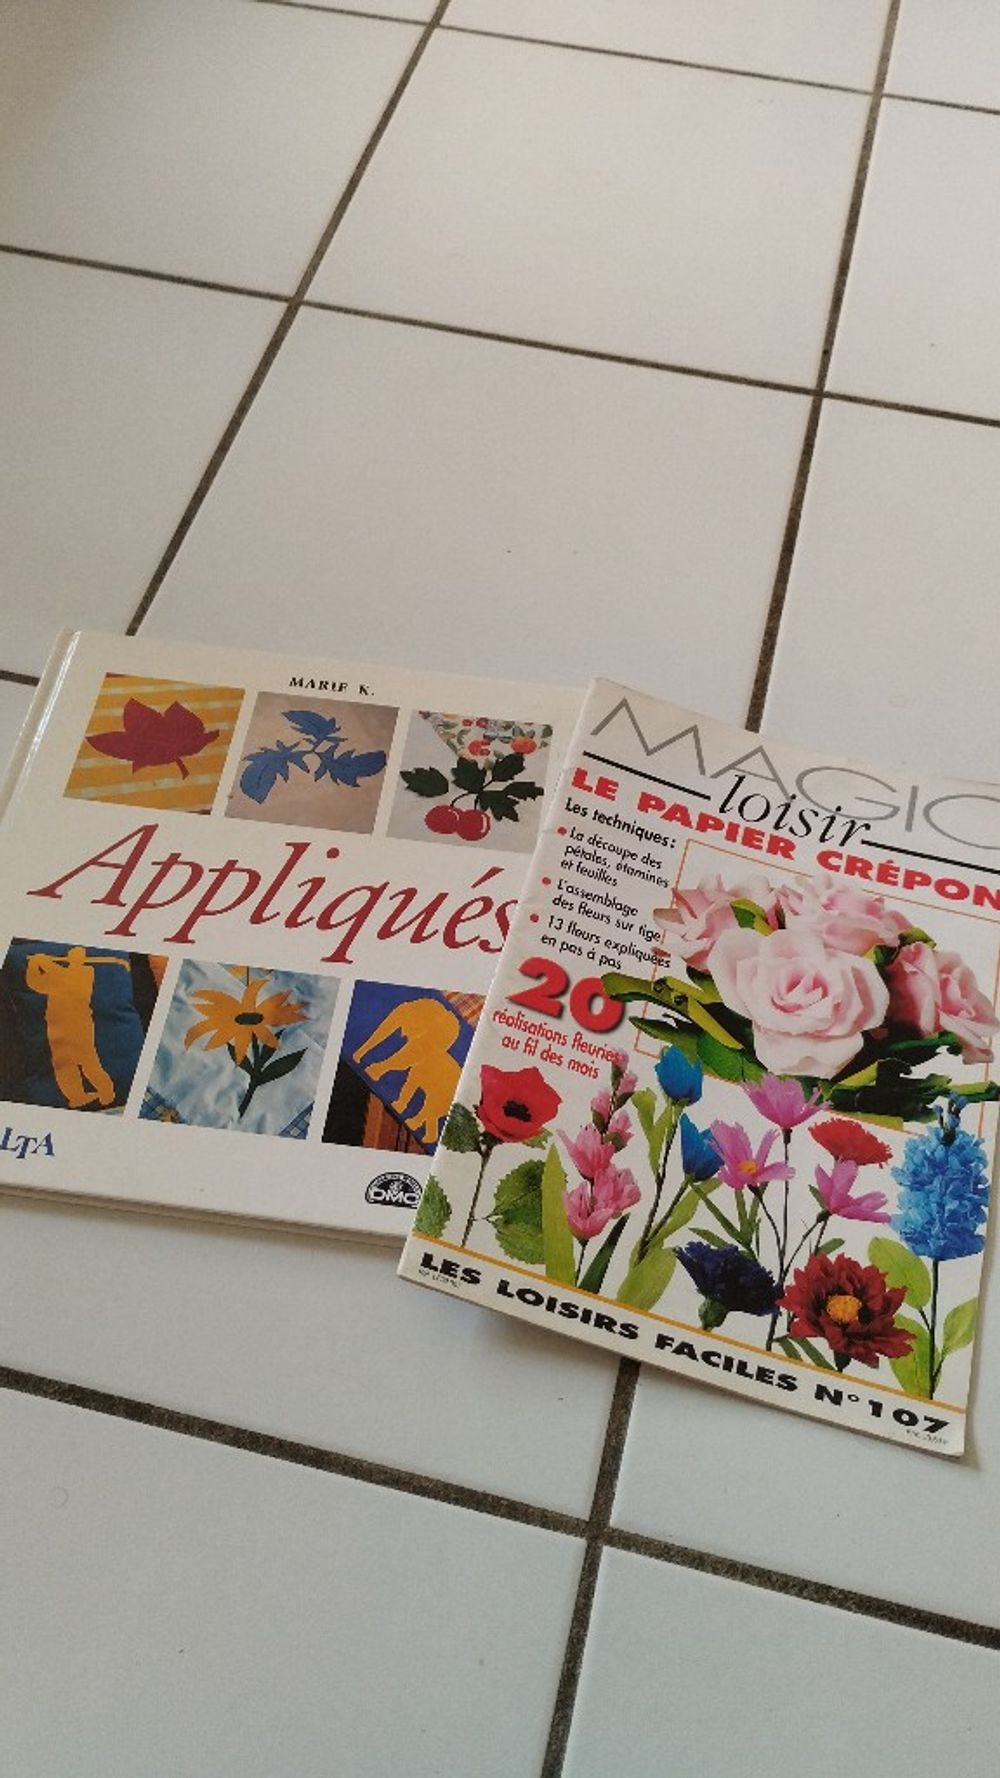 MARIE K.
Appliqués
LTA
DMC
MAGIC
loisir
LE PAPIER CRÉPON
Les techniques:
• La découpe des
pétales, étamines
et feuilles
• L'assemblage
des fleurs sur tige
• 13 fleurs expliquées
en pas à pas
20
réalisations fleuries
au fil des mois
LES LOISIRS FACILES N° 107